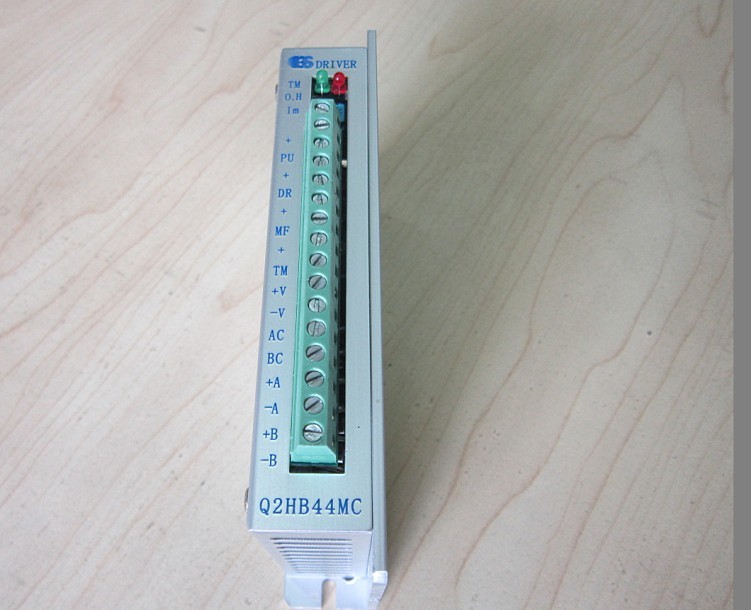 DRIVER
TM
O.H
Im
+
PU
+
DR
+
MF
+
TM
+V
-V
AC
BC
+A
-A
+B
-B
Q2HB44MC